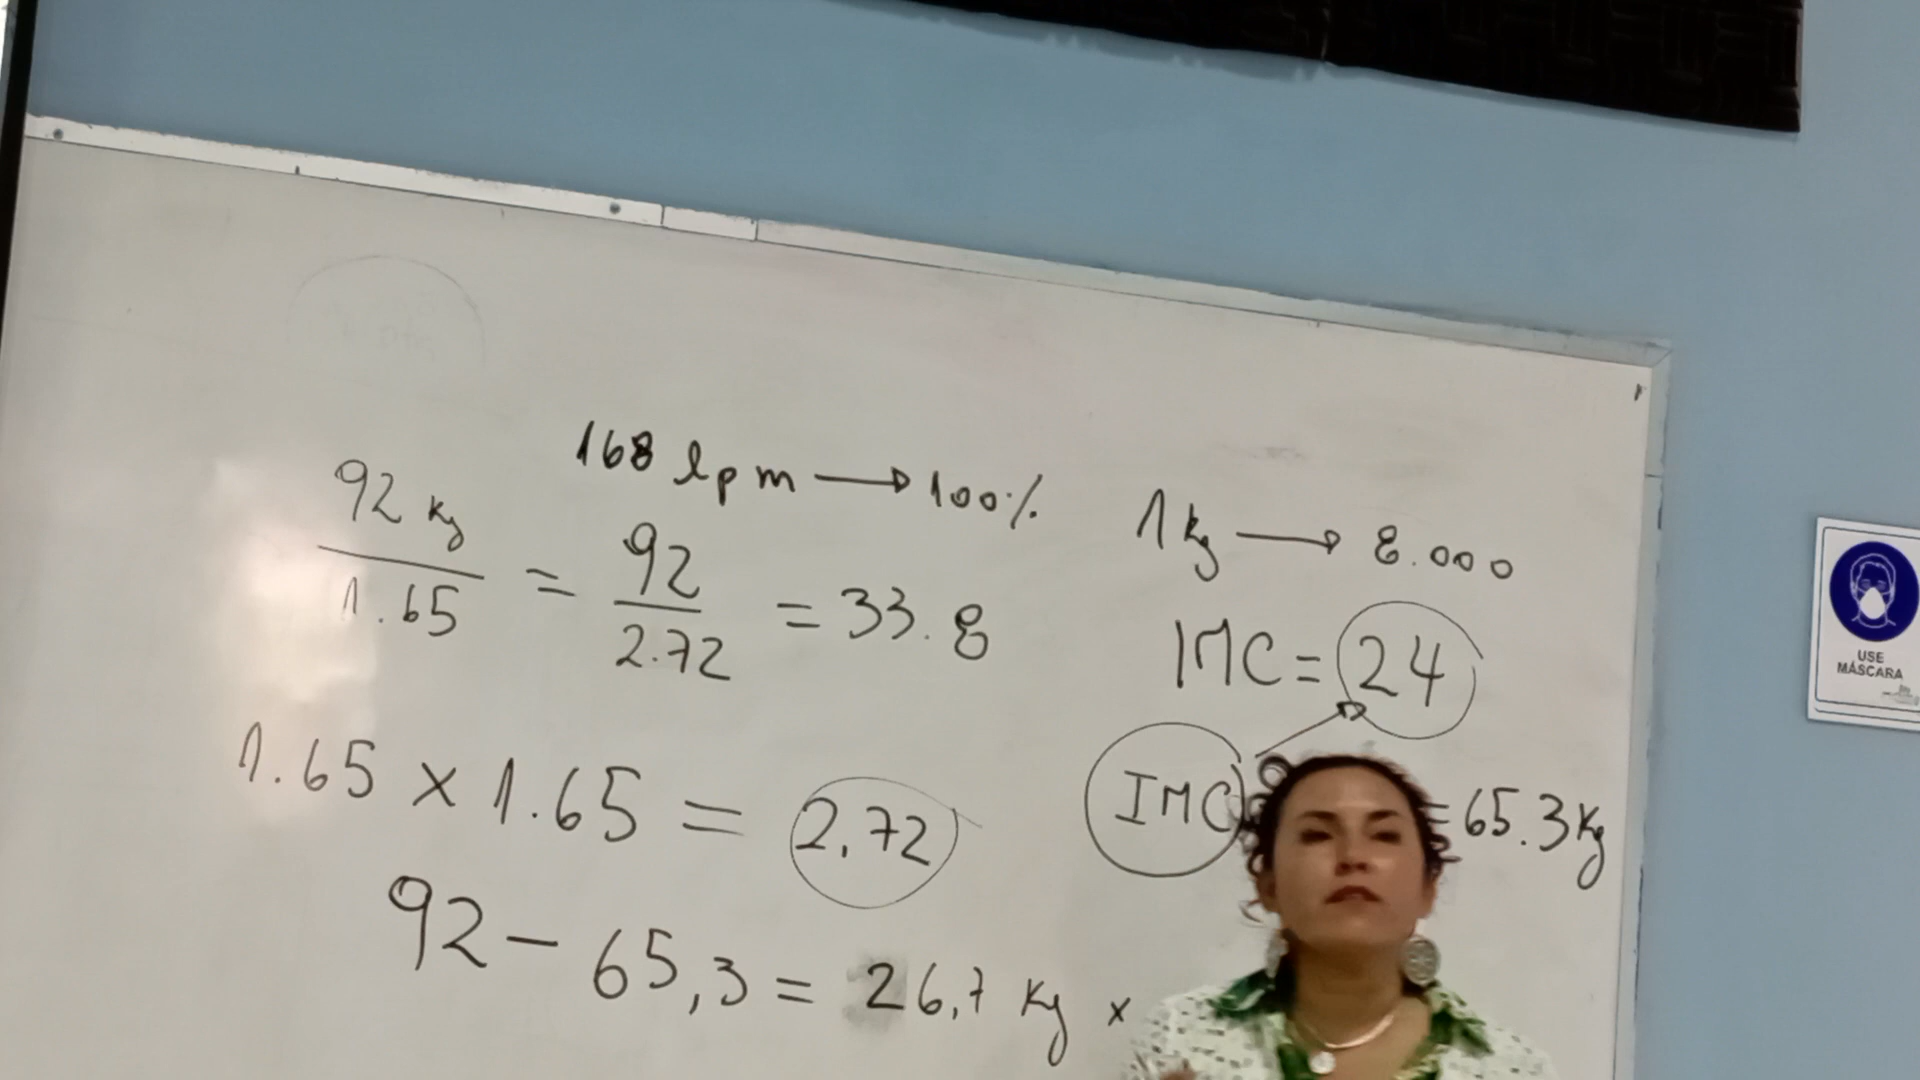 168 lpm → 100%
92 kg / 1.65 = 92 / 2.72 = 33.8
1.65 x 1.65 = 2.72
92 - 65,3 = 26,7 kg x
1 kg → 8.000
IMC = 24
IMC = 65.3 kg
USE
MÁSCARA